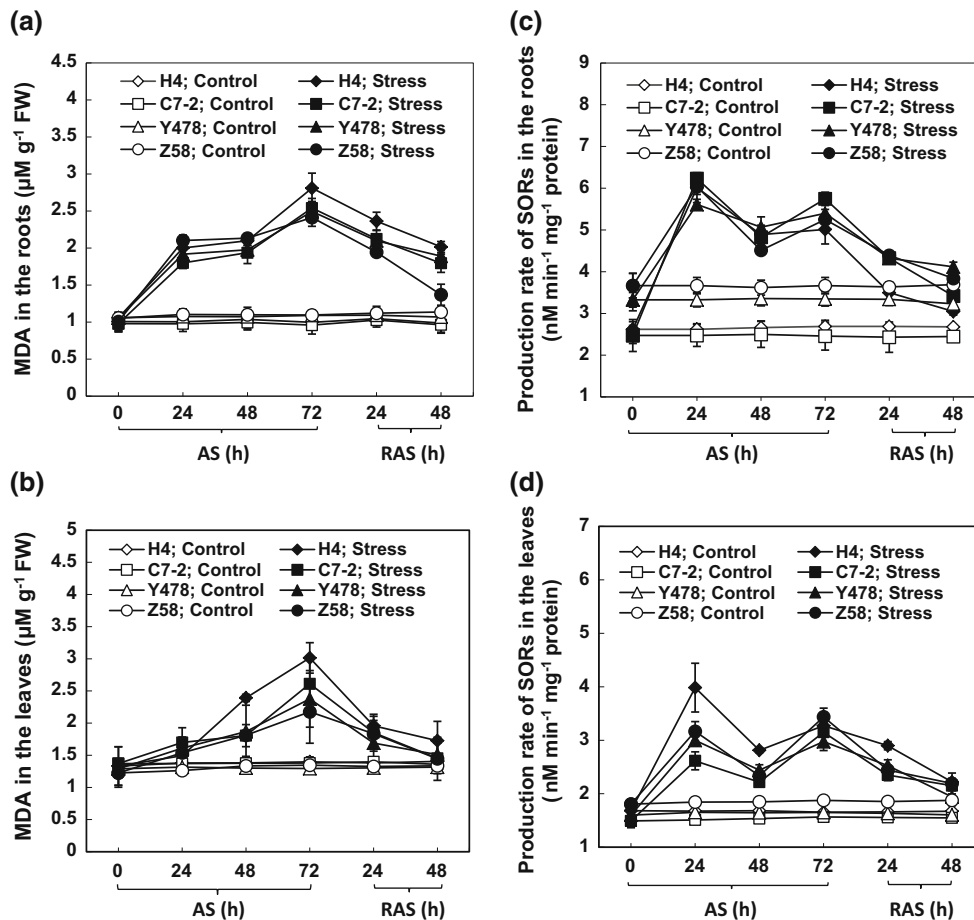 (a)
MDA in the roots (µM g⁻¹ FW)
4.5
4
3.5
3
2.5
2
1.5
1
0.5
0
H4; Control
C7-2; Control
Y478; Control
Z58; Control
H4; Stress
C7-2; Stress
Y478; Stress
Z58; Stress
0 24 48 72 24 48
AS (h) RAS (h)
(b)
MDA in the leaves (µM g⁻¹ FW)
5
4.5
4
3.5
3
2.5
2
1.5
1
0.5
0
H4; Control
C7-2; Control
Y478; Control
Z58; Control
H4; Stress
C7-2; Stress
Y478; Stress
Z58; Stress
0 24 48 72 24 48
AS (h) RAS (h)
(c)
Production rate of SORs in the roots
(nM min⁻¹ mg⁻¹ protein)
9
8
7
6
5
4
3
2
1
H4; Control
C7-2; Control
Y478; Control
Z58; Control
H4; Stress
C7-2; Stress
Y478; Stress
Z58; Stress
0 24 48 72 24 48
AS (h) RAS (h)
(d)
Production rate of SORs in the leaves
(nM min⁻¹ mg⁻¹ protein)
7
6
5
4
3
2
1
H4; Control
C7-2; Control
Y478; Control
Z58; Control
H4; Stress
C7-2; Stress
Y478; Stress
Z58; Stress
0 24 48 72 24 48
AS (h) RAS (h)